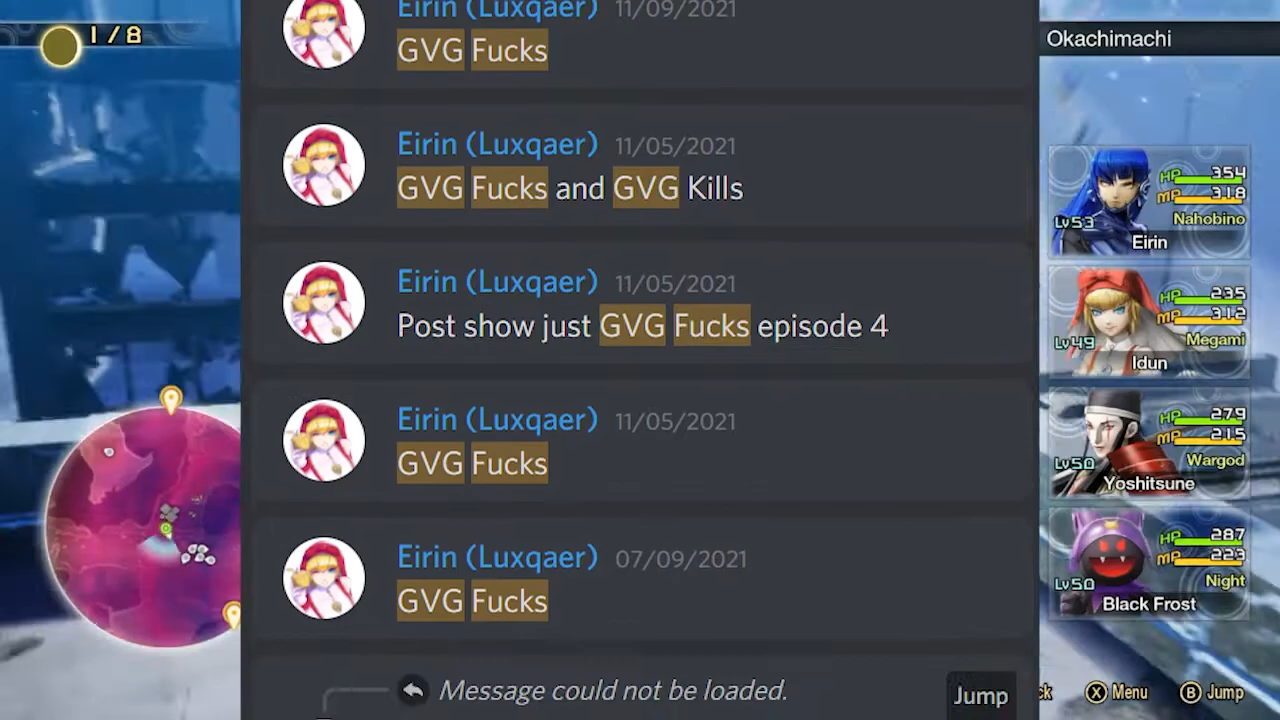 1 / 8
Eirin (Luxqaer) 11/09/2021
GVG Fucks
Eirin (Luxqaer) 11/05/2021
GVG Fucks and GVG Kills
Eirin (Luxqaer) 11/05/2021
Post show just GVG Fucks episode 4
Eirin (Luxqaer) 11/05/2021
GVG Fucks
Eirin (Luxqaer) 07/09/2021
GVG Fucks
Message could not be loaded.
Jump
Okachimachi
HP 354
MP 318
Lv53 Nahobino
Eirin
HP 235
MP 312
Lv49 Megami
Idun
HP 279
MP 215
Lv50 Wargod
Yoshitsune
HP 287
MP 223
Lv50 Night
Black Frost
ck X Menu B Jump